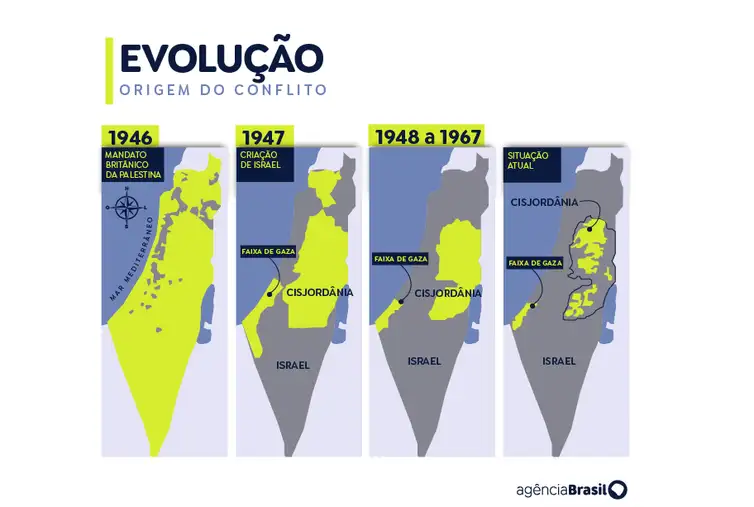 EVOLUÇÃO
ORIGEM DO CONFLITO
1946
MANDATO
BRITÂNICO
DA PALESTINA
N
O
L
S
MAR MEDITERRÂNEO
1947
CRIAÇÃO
DE ISRAEL
FAIXA DE GAZA
CISJORDÂNIA
ISRAEL
1948 a 1967
FAIXA DE GAZA
CISJORDÂNIA
ISRAEL
SITUAÇÃO
ATUAL
CISJORDÂNIA
FAIXA DE GAZA
ISRAEL
agênciaBrasil